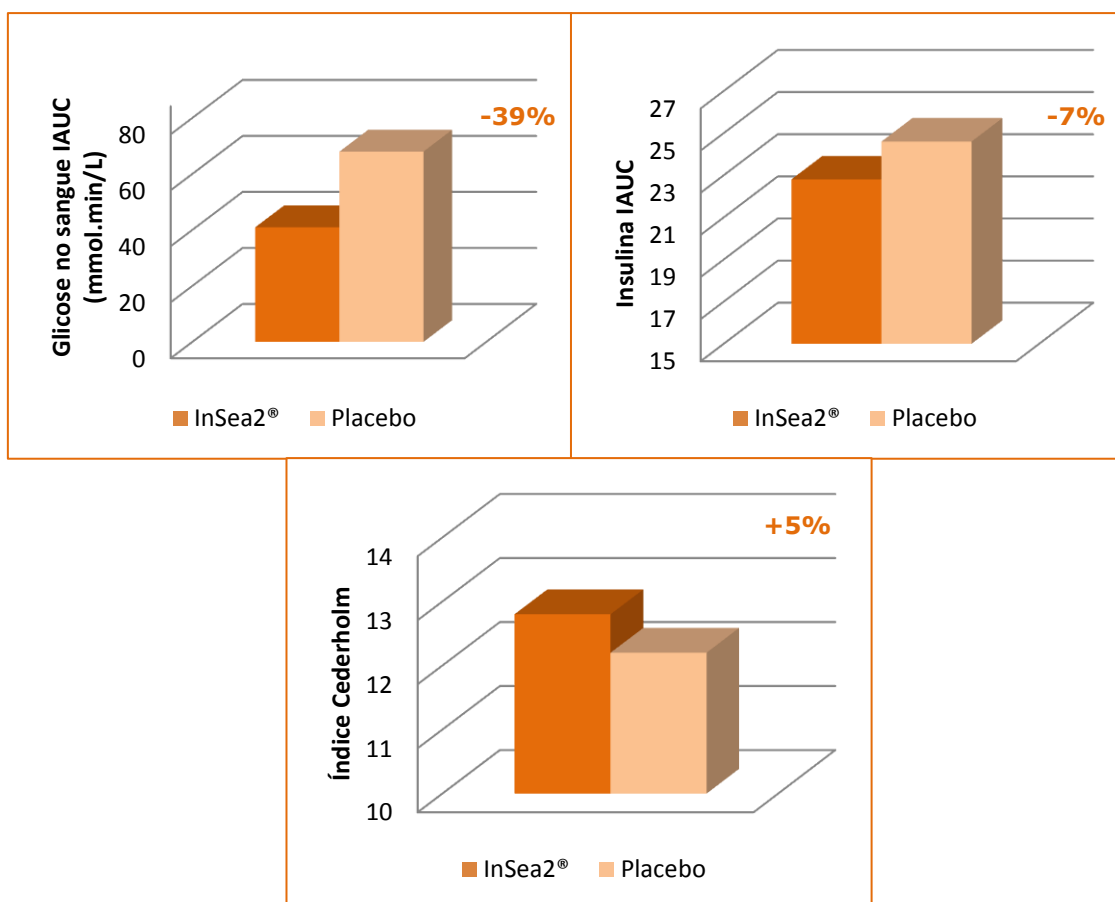 Glicose no sangue IAUC
(mmol.min/L)
80
60
40
20
0
-39%
InSea2® Placebo
Insulina IAUC
27
25
23
21
19
17
15
-7%
InSea2® Placebo
Índice Cederholm
14
13
12
11
10
+5%
InSea2® Placebo